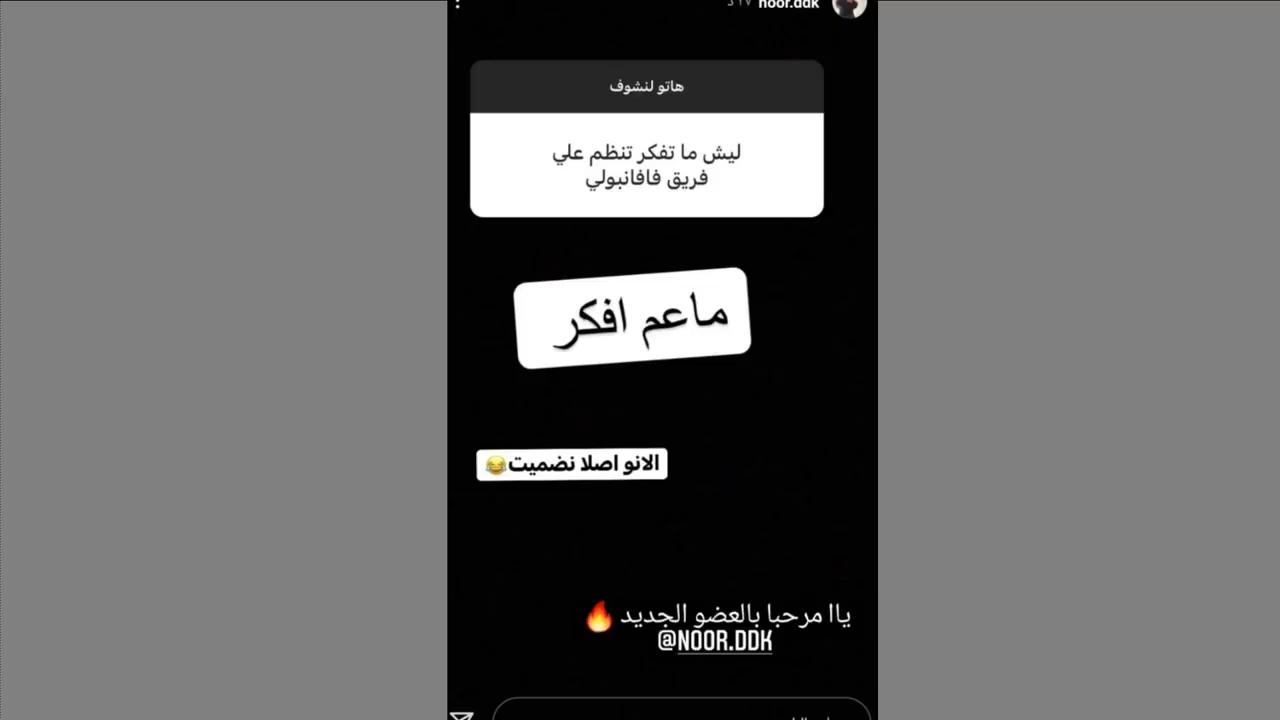 noor.ddk ٢٧ د
هاتو لنشوف
ليش ما تفكر تنظم علي
فريق فافانبولي
ماعم افكر
الانو اصلا نضميت😂
ياا مرحبا بالعضو الجديد 🔥
@NOOR.DDK